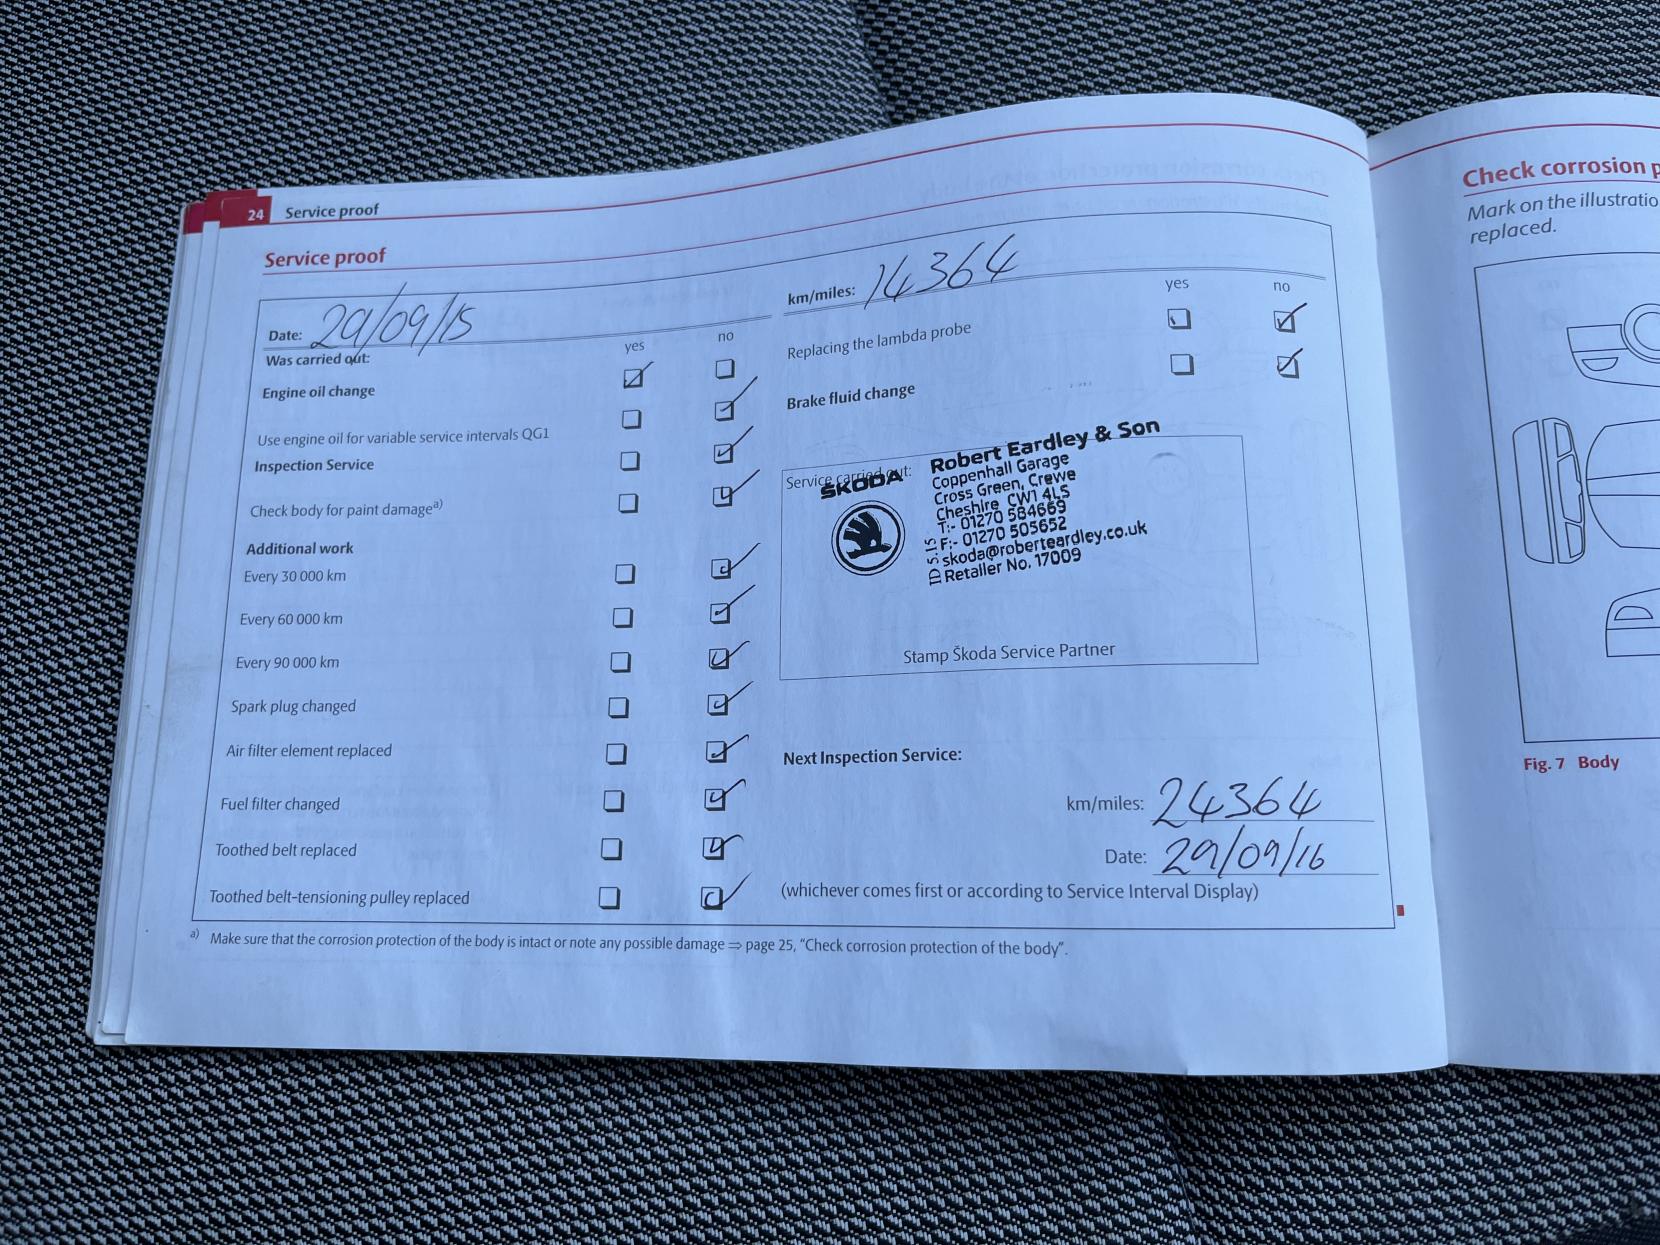 24 Service proof
Service proof
Date: 29/09/15
km/miles: 14364
Was carried out: yes no
Engine oil change
Use engine oil for variable service intervals QG1
Inspection Service
Check body for paint damage a)
Additional work
Every 30 000 km
Every 60 000 km
Every 90 000 km
Spark plug changed
Air filter element replaced
Fuel filter changed
Toothed belt replaced
Toothed belt-tensioning pulley replaced
yes no
Replacing the lambda probe
Brake fluid change
Service carried out:
ŠKODA
Robert Eardley & Son
Coppenhall Garage
Cross Green, Crewe
Cheshire CW1 4LS
T:- 01270 584669
F:- 01270 505652
skoda@roberteardley.co.uk
Retailer No. 17009
ID 5.15
Stamp Škoda Service Partner
Next Inspection Service:
km/miles: 24364
Date: 29/09/16
(whichever comes first or according to Service Interval Display)
a) Make sure that the corrosion protection of the body is intact or note any possible damage ⇒ page 25, "Check corrosion protection of the body".
Check corrosion p
Mark on the illustratio
replaced.
Fig. 7 Body